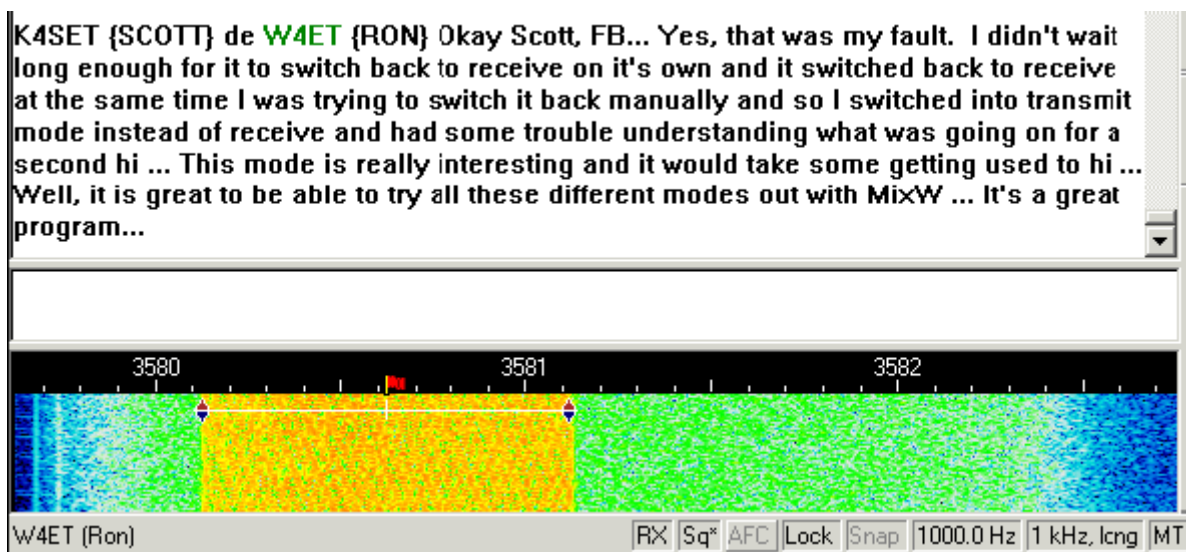 K4SET {SCOTT} de W4ET {RON} Okay Scott, FB... Yes, that was my fault.  I didn't wait
long enough for it to switch back to receive on it's own and it switched back to receive
at the same time I was trying to switch it back manually and so I switched into transmit
mode instead of receive and had some trouble understanding what was going on for a
second hi ... This mode is really interesting and it would take some getting used to hi ...
Well, it is great to be able to try all these different modes out with MixW ... It's a great
program...
3580 3581 3582
W4ET (Ron) RX Sq* AFC Lock Snap 1000.0 Hz 1 kHz, long MT